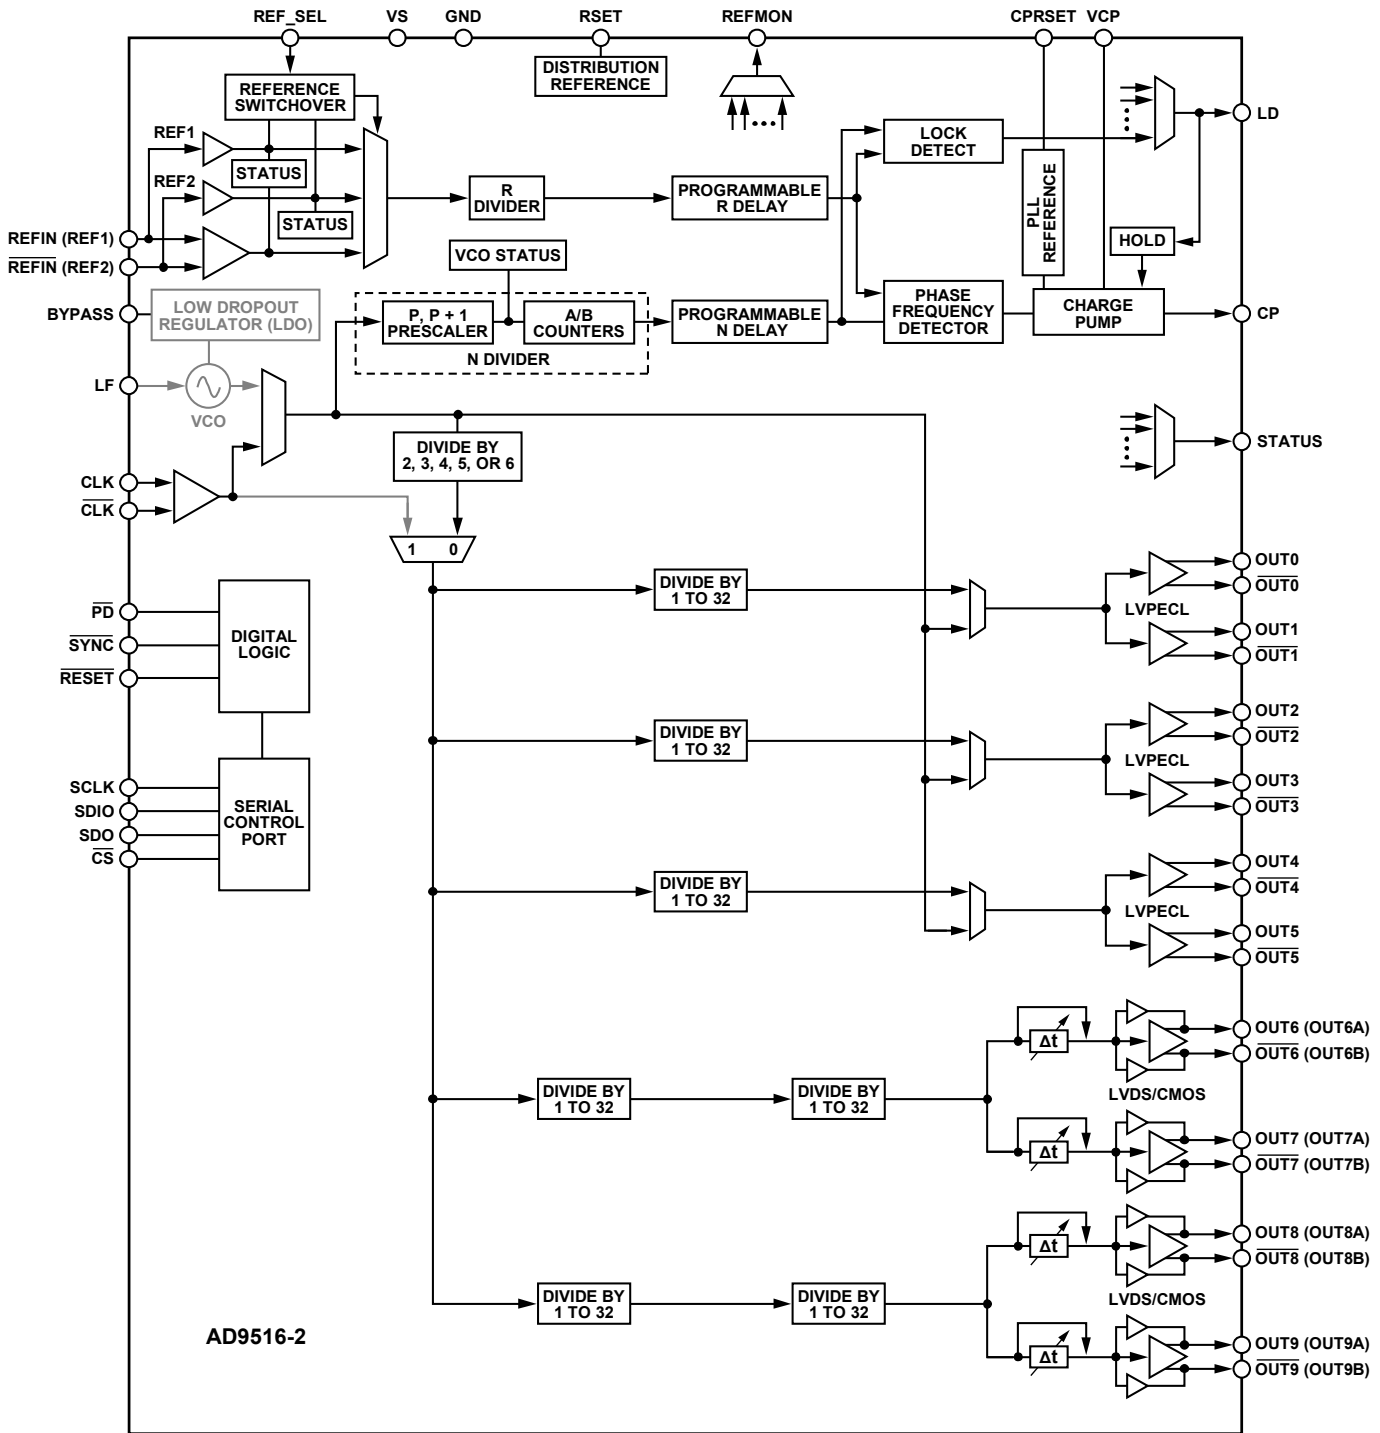 REF_SEL
VS
GND
RSET
REFMON
CPRSET
VCP
REFERENCE
SWITCHOVER
DISTRIBUTION
REFERENCE
REF1
STATUS
REF2
STATUS
REFIN (REF1)
REFIN (REF2)
R
DIVIDER
PROGRAMMABLE
R DELAY
LOCK
DETECT
PLL
REFERENCE
LD
HOLD
VCO STATUS
BYPASS
LOW DROPOUT
REGULATOR (LDO)
P, P + 1
PRESCALER
A/B
COUNTERS
N DIVIDER
PROGRAMMABLE
N DELAY
PHASE
FREQUENCY
DETECTOR
CHARGE
PUMP
CP
LF
VCO
STATUS
DIVIDE BY
2, 3, 4, 5, OR 6
CLK
CLK
1 0
PD
SYNC
RESET
DIGITAL
LOGIC
SCLK
SDIO
SDO
CS
SERIAL
CONTROL
PORT
DIVIDE BY
1 TO 32
LVPECL
OUT0
OUT0
OUT1
OUT1
DIVIDE BY
1 TO 32
LVPECL
OUT2
OUT2
OUT3
OUT3
DIVIDE BY
1 TO 32
LVPECL
OUT4
OUT4
OUT5
OUT5
DIVIDE BY
1 TO 32
DIVIDE BY
1 TO 32
Δt
Δt
LVDS/CMOS
OUT6 (OUT6A)
OUT6 (OUT6B)
OUT7 (OUT7A)
OUT7 (OUT7B)
DIVIDE BY
1 TO 32
DIVIDE BY
1 TO 32
Δt
Δt
LVDS/CMOS
OUT8 (OUT8A)
OUT8 (OUT8B)
OUT9 (OUT9A)
OUT9 (OUT9B)
AD9516-2